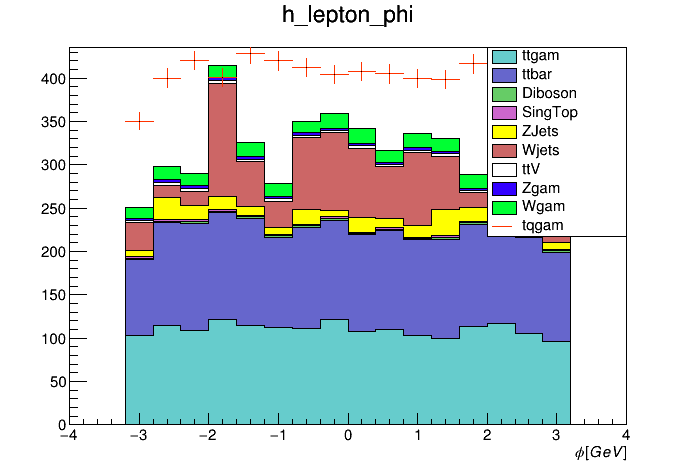 h_lepton_phi
400
350
300
250
200
150
100
50
0
−4 −3 −2 −1 0 1 2 3 4
ϕ[GeV]
ttgam
ttbar
Diboson
SingTop
ZJets
Wjets
ttV
Zgam
Wgam
tqgam